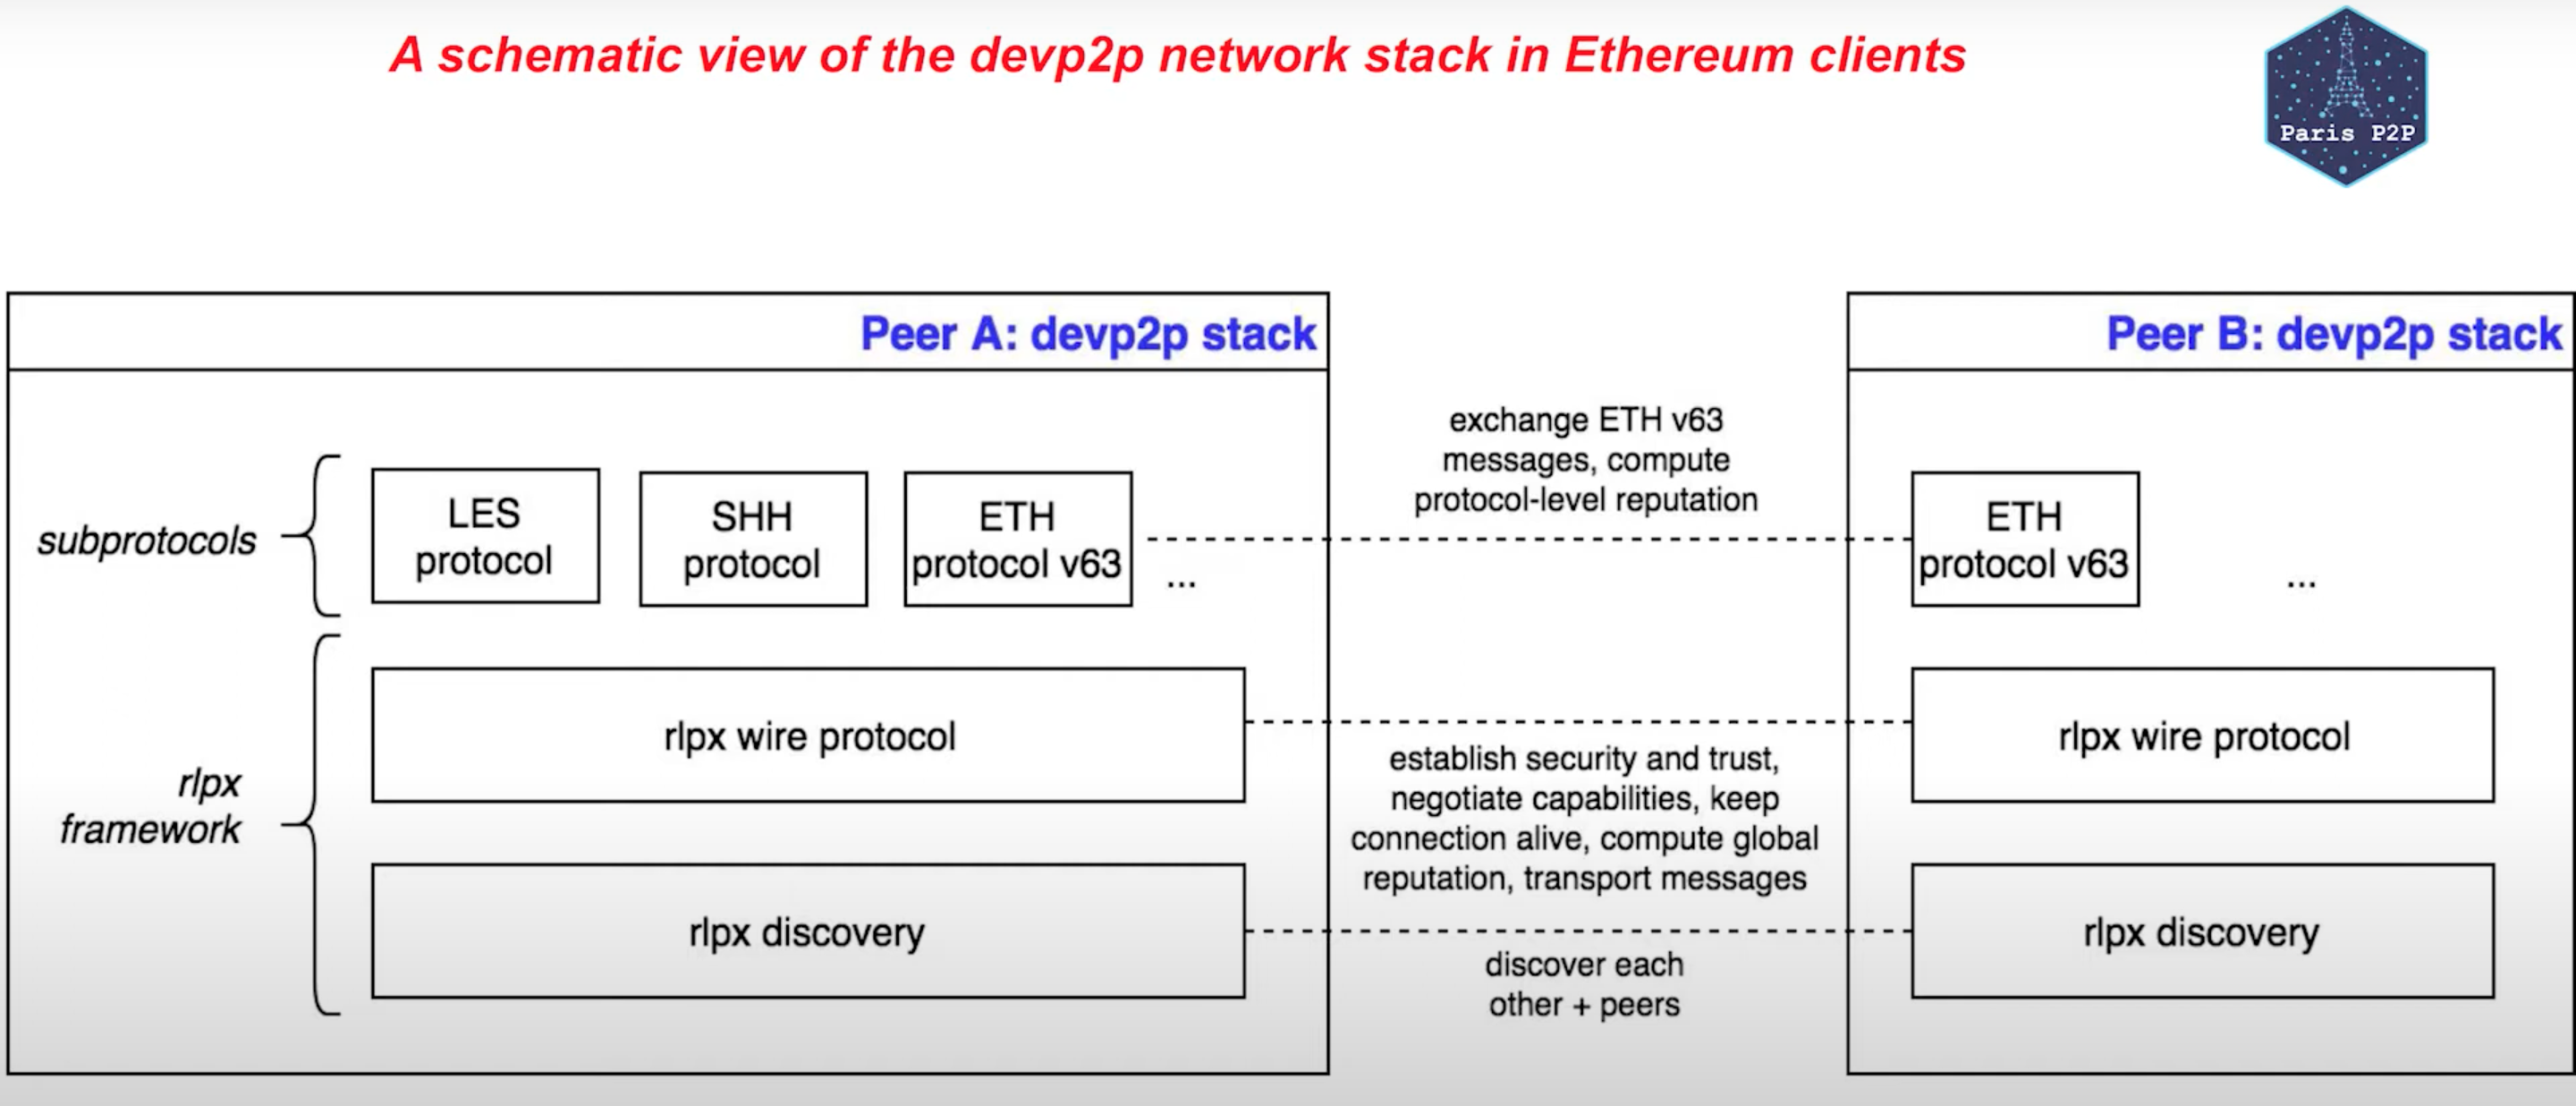 A schematic view of the devp2p network stack in Ethereum clients
Paris P2P
Peer A: devp2p stack
Peer B: devp2p stack
subprotocols
LES
protocol
SHH
protocol
ETH
protocol v63
...
exchange ETH v63
messages, compute
protocol-level reputation
ETH
protocol v63
...
rlpx
framework
rlpx wire protocol
establish security and trust,
negotiate capabilities, keep
connection alive, compute global
reputation, transport messages
rlpx wire protocol
rlpx discovery
discover each
other + peers
rlpx discovery